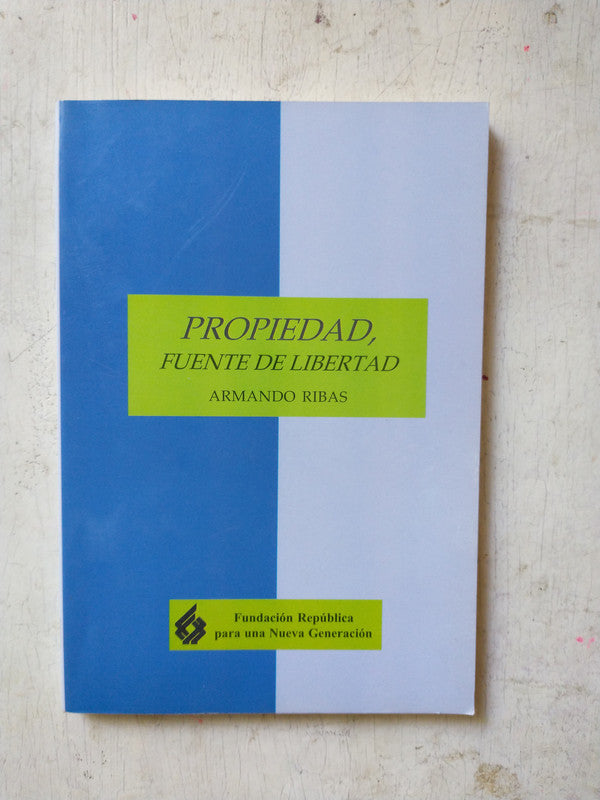 PROPIEDAD,
FUENTE DE LIBERTAD
ARMANDO RIBAS
Fundación República
para una Nueva Generación